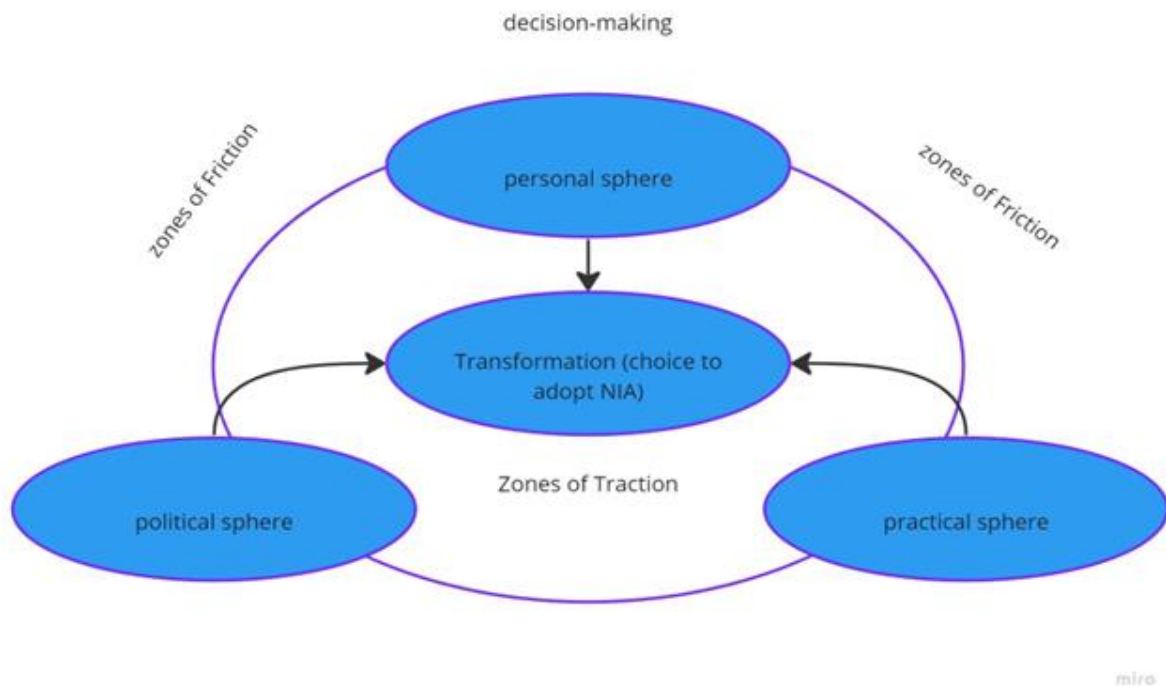 decision-making
zones of Friction
zones of Friction
personal sphere
Transformation (choice to
adopt NIA)
Zones of Traction
political sphere
practical sphere
miro